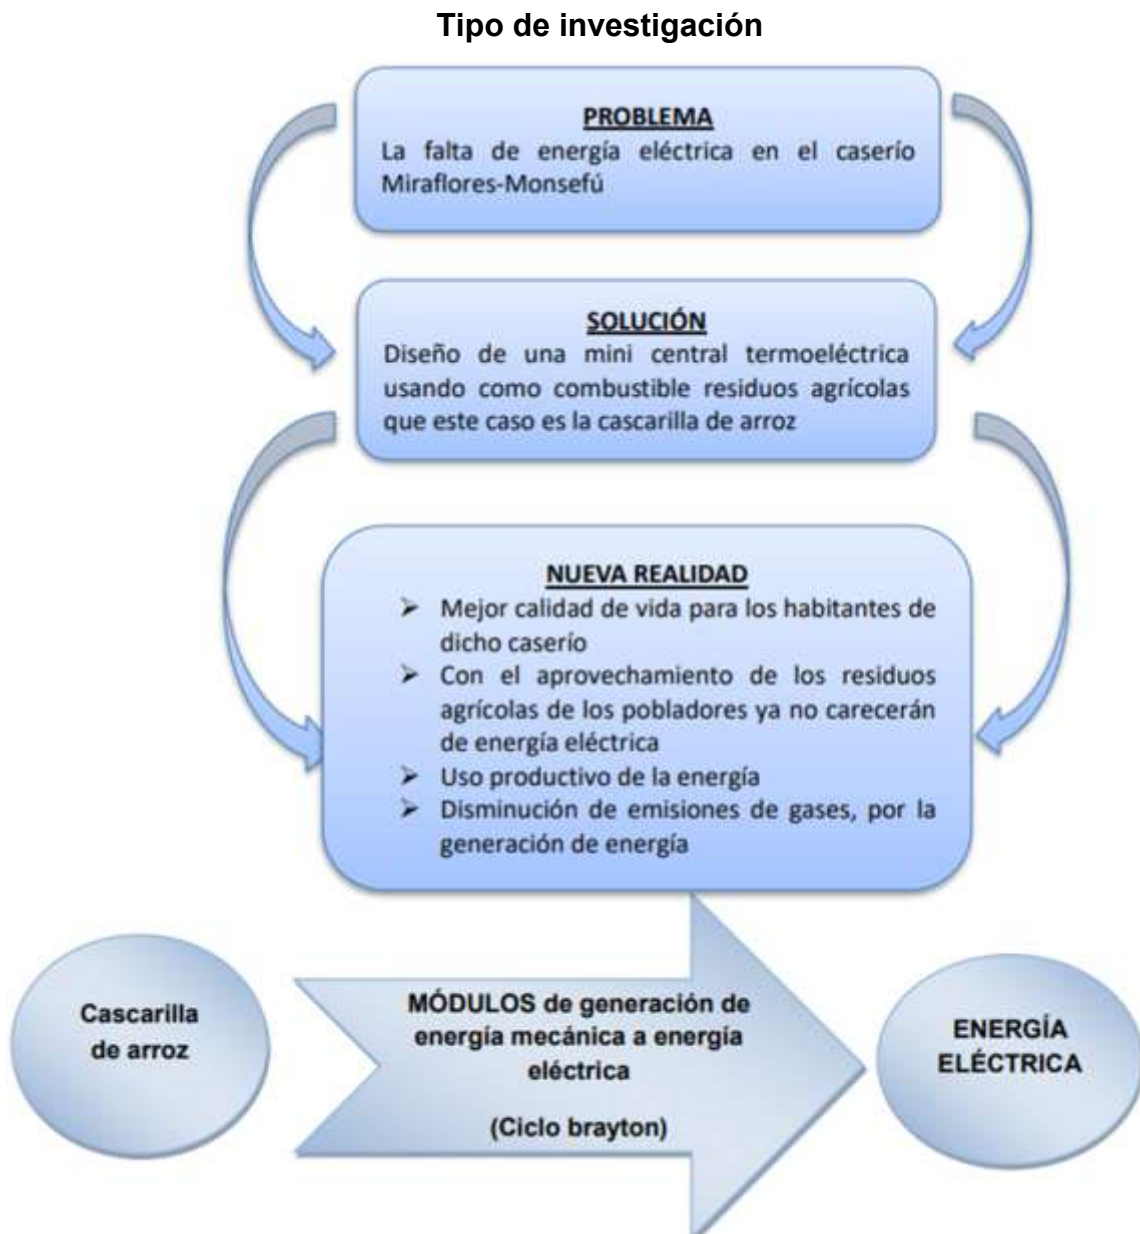 Tipo de investigación
PROBLEMA
La falta de energía eléctrica en el caserío
Miraflores-Monsefú
SOLUCIÓN
Diseño de una mini central termoeléctrica
usando como combustible residuos agrícolas
que este caso es la cascarilla de arroz
NUEVA REALIDAD
➢ Mejor calidad de vida para los habitantes de
dicho caserío
➢ Con el aprovechamiento de los residuos
agrícolas de los pobladores ya no carecerán
de energía eléctrica
➢ Uso productivo de la energía
➢ Disminución de emisiones de gases, por la
generación de energía
Cascarilla
de arroz
MÓDULOS de generación de
energía mecánica a energía
eléctrica
(Ciclo brayton)
ENERGÍA
ELÉCTRICA